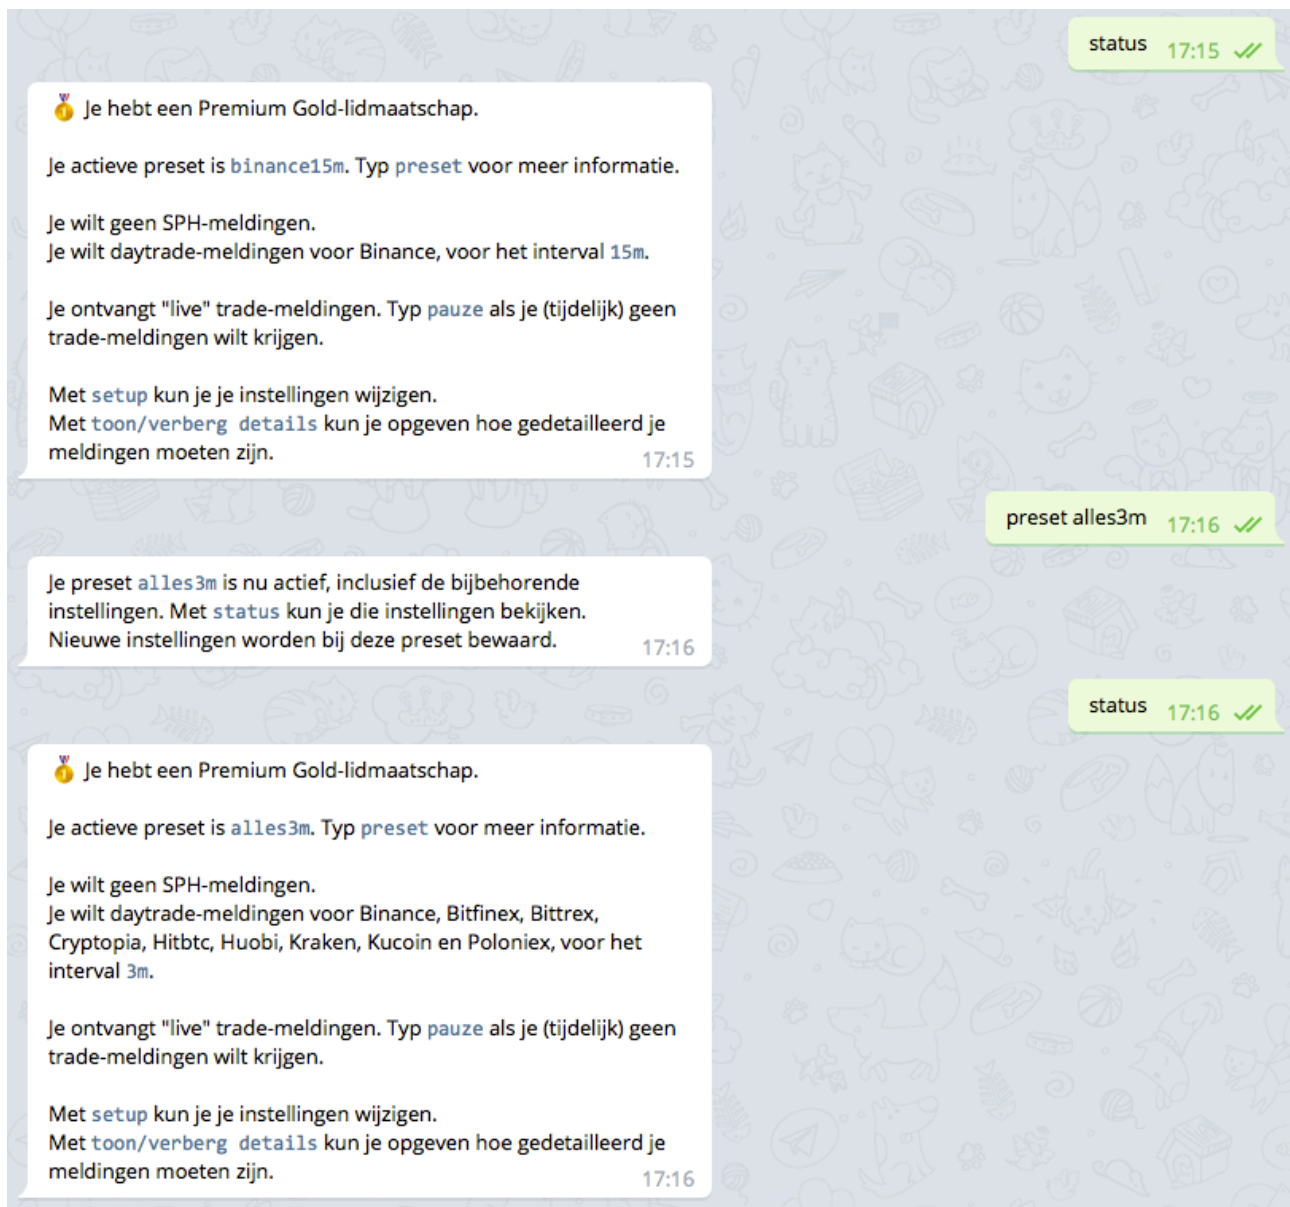 status 17:15
Je hebt een Premium Gold-lidmaatschap.
Je actieve preset is binance15m. Typ preset voor meer informatie.
Je wilt geen SPH-meldingen.
Je wilt daytrade-meldingen voor Binance, voor het interval 15m.
Je ontvangt "live" trade-meldingen. Typ pauze als je (tijdelijk) geen
trade-meldingen wilt krijgen.
Met setup kun je je instellingen wijzigen.
Met toon/verberg details kun je opgeven hoe gedetailleerd je
meldingen moeten zijn.
17:15
preset alles3m 17:16
Je preset alles3m is nu actief, inclusief de bijbehorende
instellingen. Met status kun je die instellingen bekijken.
Nieuwe instellingen worden bij deze preset bewaard.
17:16
status 17:16
Je hebt een Premium Gold-lidmaatschap.
Je actieve preset is alles3m. Typ preset voor meer informatie.
Je wilt geen SPH-meldingen.
Je wilt daytrade-meldingen voor Binance, Bitfinex, Bittrex,
Cryptopia, Hitbtc, Huobi, Kraken, Kucoin en Poloniex, voor het
interval 3m.
Je ontvangt "live" trade-meldingen. Typ pauze als je (tijdelijk) geen
trade-meldingen wilt krijgen.
Met setup kun je je instellingen wijzigen.
Met toon/verberg details kun je opgeven hoe gedetailleerd je
meldingen moeten zijn.
17:16